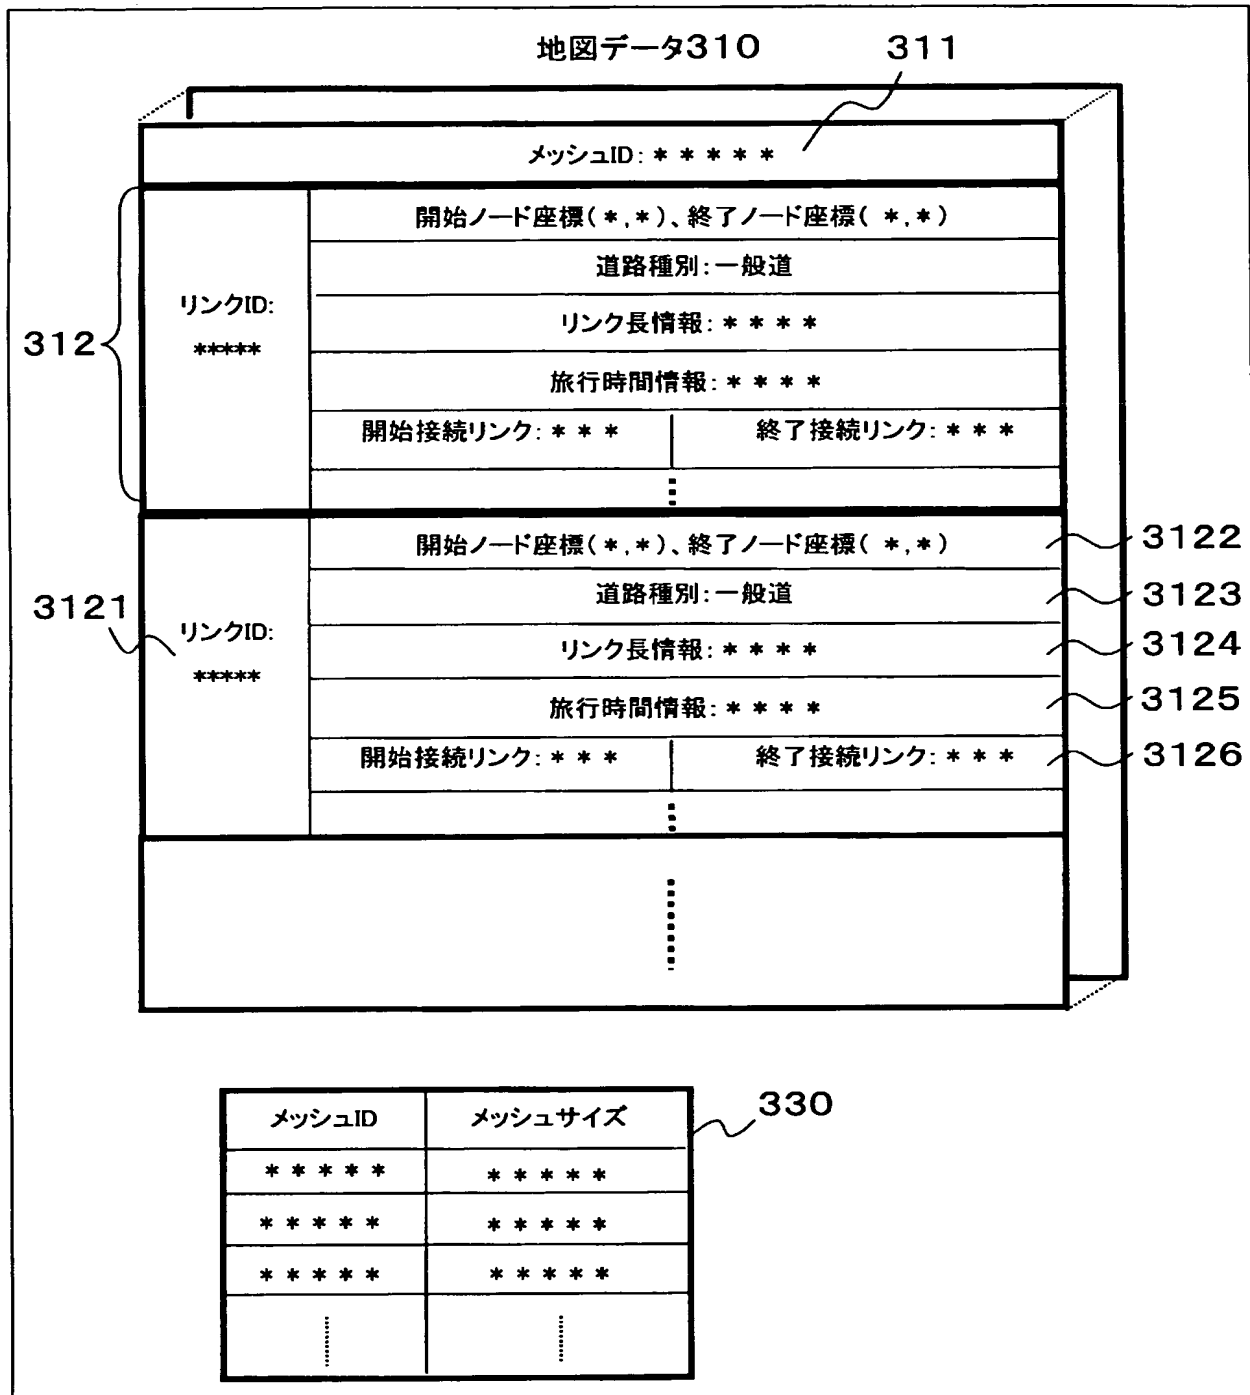 地図データ310
311
メッシュID:*****
312
リンクID:
*****
開始ノード座標(*,*)、終了ノード座標(*,*)
道路種別:一般道
リンク長情報:****
旅行時間情報:****
開始接続リンク:*** 終了接続リンク:***
3121
リンクID:
*****
開始ノード座標(*,*)、終了ノード座標(*,*) 3122
道路種別:一般道 3123
リンク長情報:**** 3124
旅行時間情報:**** 3125
開始接続リンク:*** 終了接続リンク:*** 3126
330
メッシュID メッシュサイズ
***** *****
***** *****
***** *****